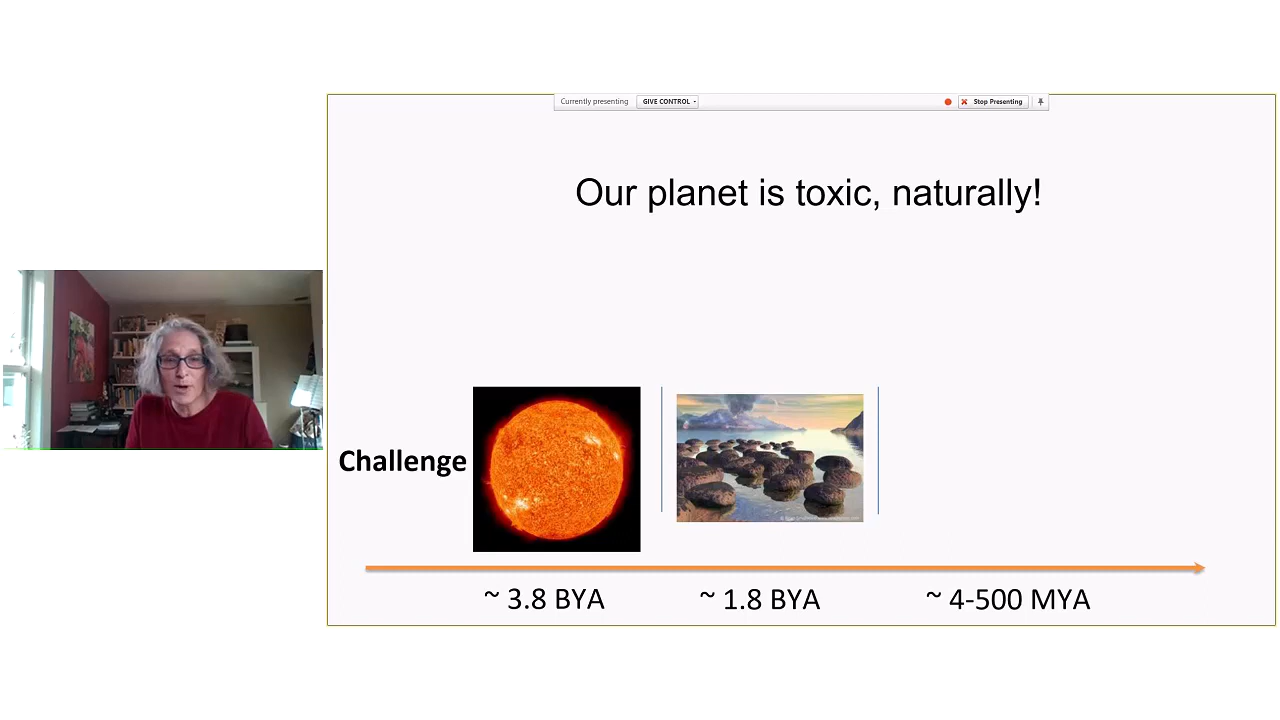 Currently presenting GIVE CONTROL Stop Presenting
Our planet is toxic, naturally!
Challenge
~ 3.8 BYA ~ 1.8 BYA ~ 4-500 MYA